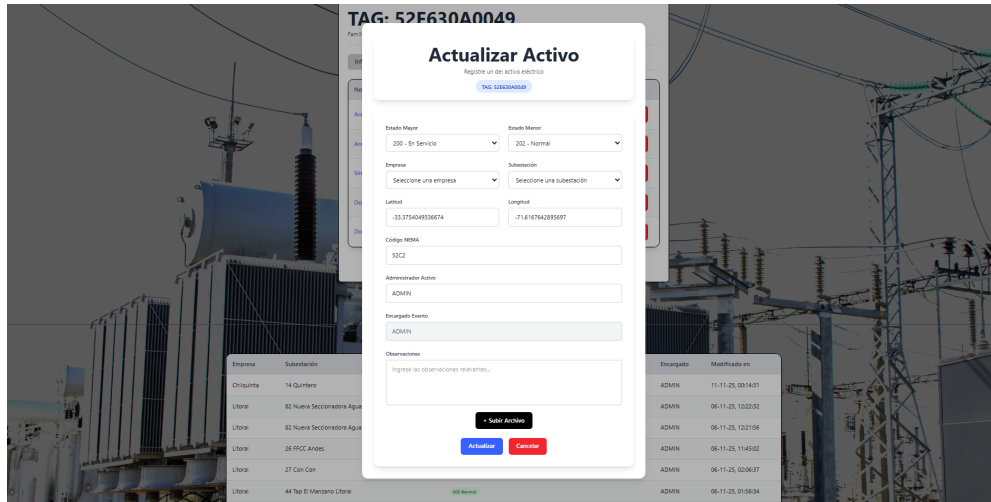 TAG: 52E630A0049
Actualizar Activo
Registre un del activo eléctrico
TAG: 52E630A0049
Estado Mayor
Estado Menor
200 - En Servicio
202 - Normal
Empresa
Subestación
Seleccione una empresa
Seleccione una subestación
Latitud
Longitud
-33.3754049336674
-71.6167642895697
Código NEMA
52C2
Administrador Activo
ADMIN
Encargado Evento
ADMIN
Observaciones
Ingrese las observaciones relevantes...
+ Subir Archivo
Actualizar
Cancelar
Empresa Subestación Encargado Modificado en
Chilquinta 14 Quintero ADMIN 11-11-25, 00:14:31
Litoral 82 Nueva Seccionadora Agua ADMIN 06-11-25, 12:22:32
Litoral 82 Nueva Seccionadora Agua ADMIN 06-11-25, 12:21:56
Litoral 26 FFCC Andes ADMIN 06-11-25, 11:45:02
Litoral 27 Con Con ADMIN 06-11-25, 02:06:37
Litoral 44 Tap El Manzano Litoral 202 Normal ADMIN 06-11-25, 01:56:34